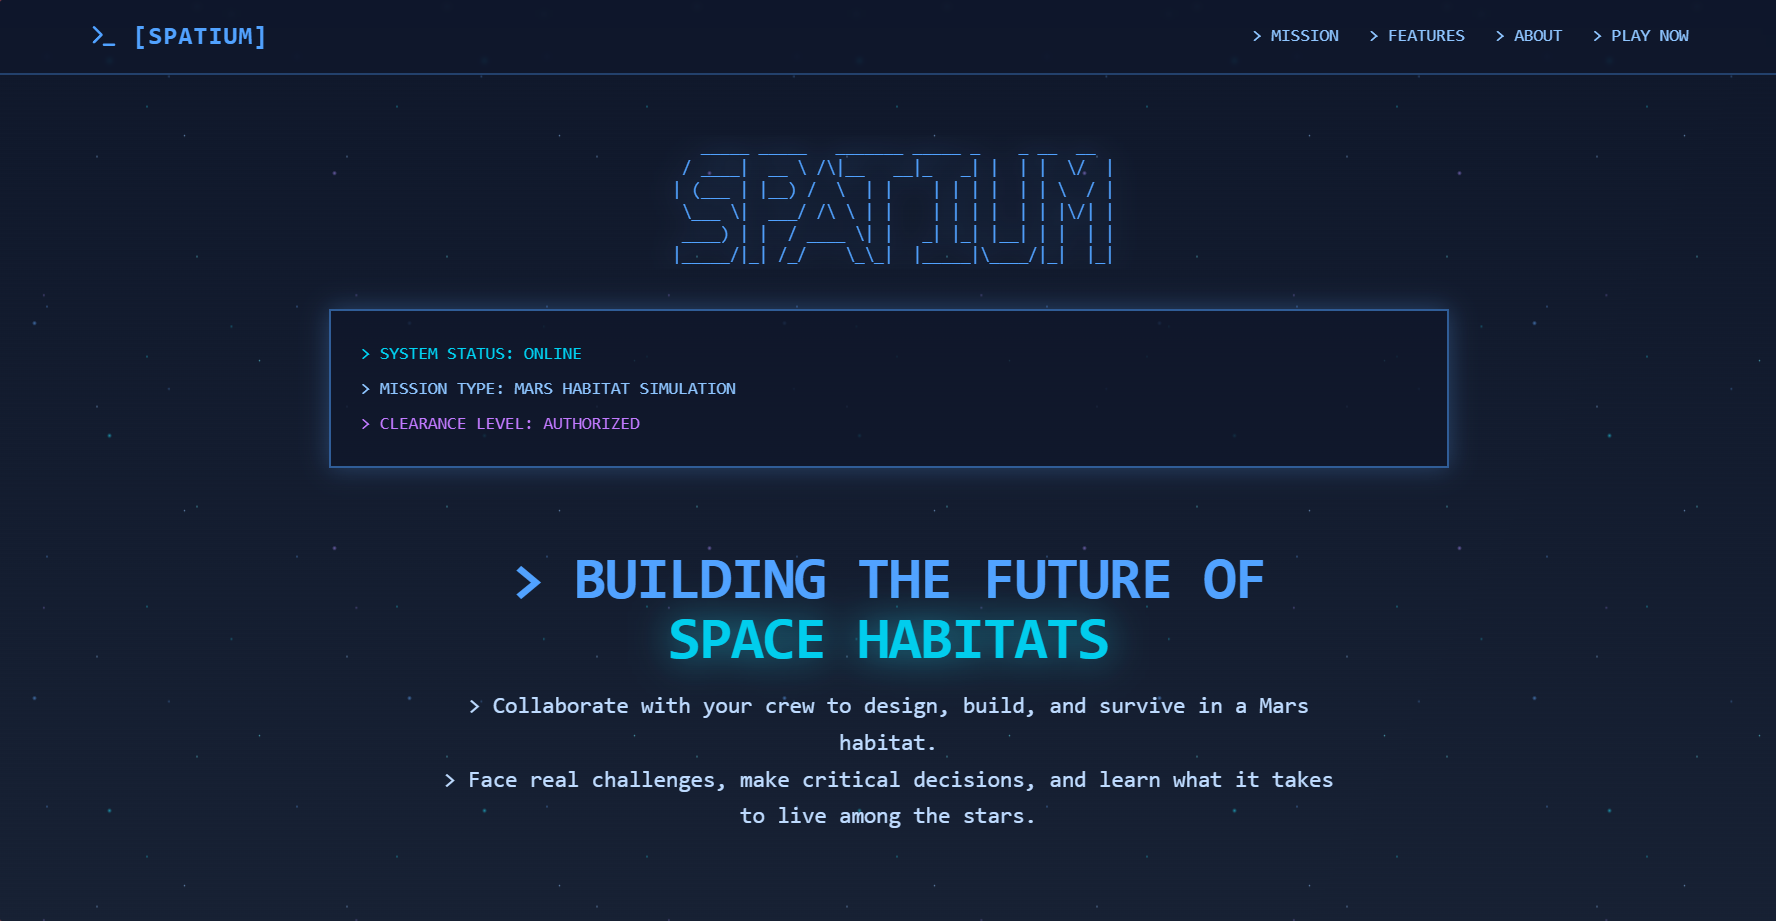 >_ [SPATIUM]
> MISSION > FEATURES > ABOUT > PLAY NOW
SPATIUM
> SYSTEM STATUS: ONLINE
> MISSION TYPE: MARS HABITAT SIMULATION
> CLEARANCE LEVEL: AUTHORIZED
> BUILDING THE FUTURE OF
SPACE HABITATS
> Collaborate with your crew to design, build, and survive in a Mars
habitat.
> Face real challenges, make critical decisions, and learn what it takes
to live among the stars.